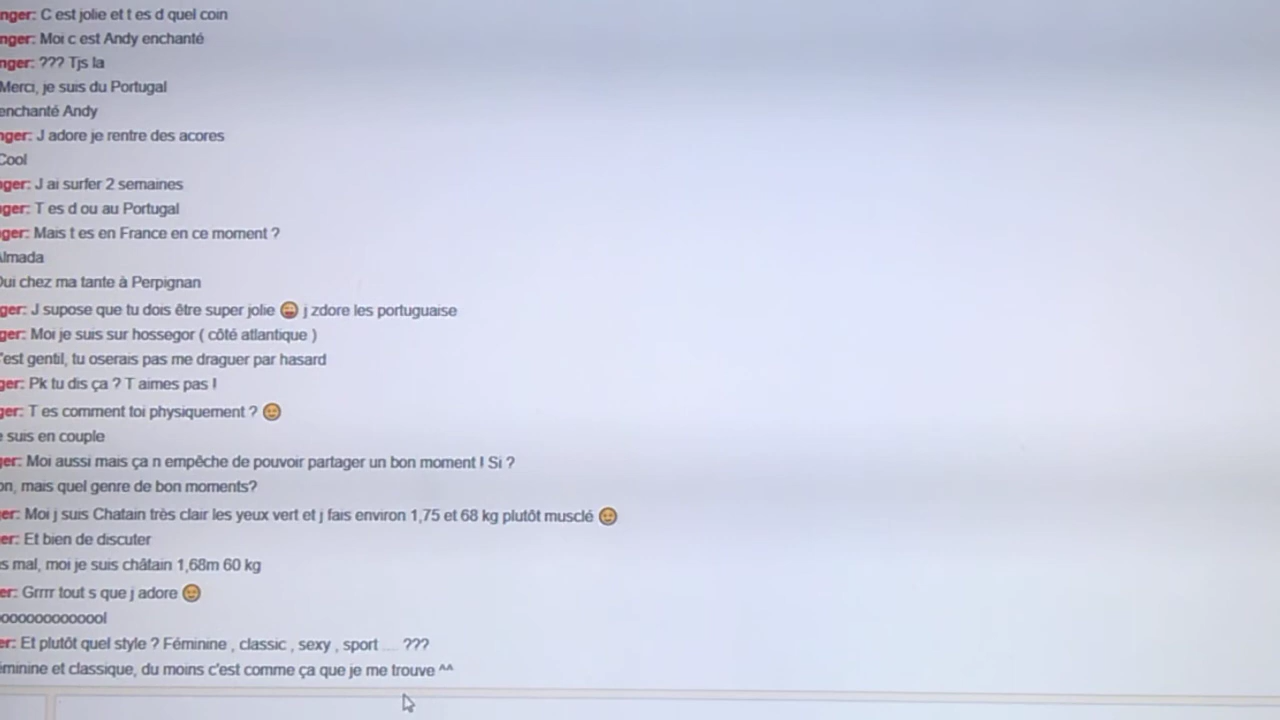 nger: C est jolie et t es d quel coin
nger: Moi c est Andy enchanté
nger: ??? Tjs la
Merci, je suis du Portugal
enchanté Andy
nger: J adore je rentre des acores
Cool
ger: J ai surfer 2 semaines
ger: T es d ou au Portugal
ger: Mais t es en France en ce moment ?
Almada
Oui chez ma tante à Perpignan
ger: J supose que tu dois être super jolie 😄 j zdore les portuguaise
ger: Moi je suis sur hossegor ( côté atlantique )
'est gentil, tu oserais pas me draguer par hasard
ger: Pk tu dis ça ? T aimes pas !
ger: T es comment toi physiquement ? 😉
e suis en couple
er: Moi aussi mais ça n empêche de pouvoir partager un bon moment ! Si ?
on, mais quel genre de bon moments?
er: Moi j suis Chatain très clair les yeux vert et j fais environ 1,75 et 68 kg plutôt musclé 😉
er: Et bien de discuter
s mal, moi je suis châtain 1,68m 60 kg
er: Grrrr tout s que j adore 😉
oooooooooooool
er: Et plutôt quel style ? Féminine , classic , sexy , sport .... ???
éminine et classique, du moins c'est comme ça que je me trouve ^^